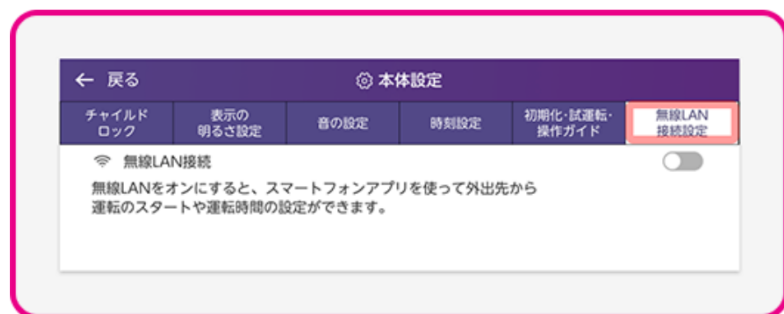 ← 戻る
本体設定
チャイルド
ロック
表示の
明るさ設定
音の設定
時刻設定
初期化・試運転・
操作ガイド
無線LAN
接続設定
無線LAN接続
無線LANをオンにすると、スマートフォンアプリを使って外出先から
運転のスタートや運転時間の設定ができます。